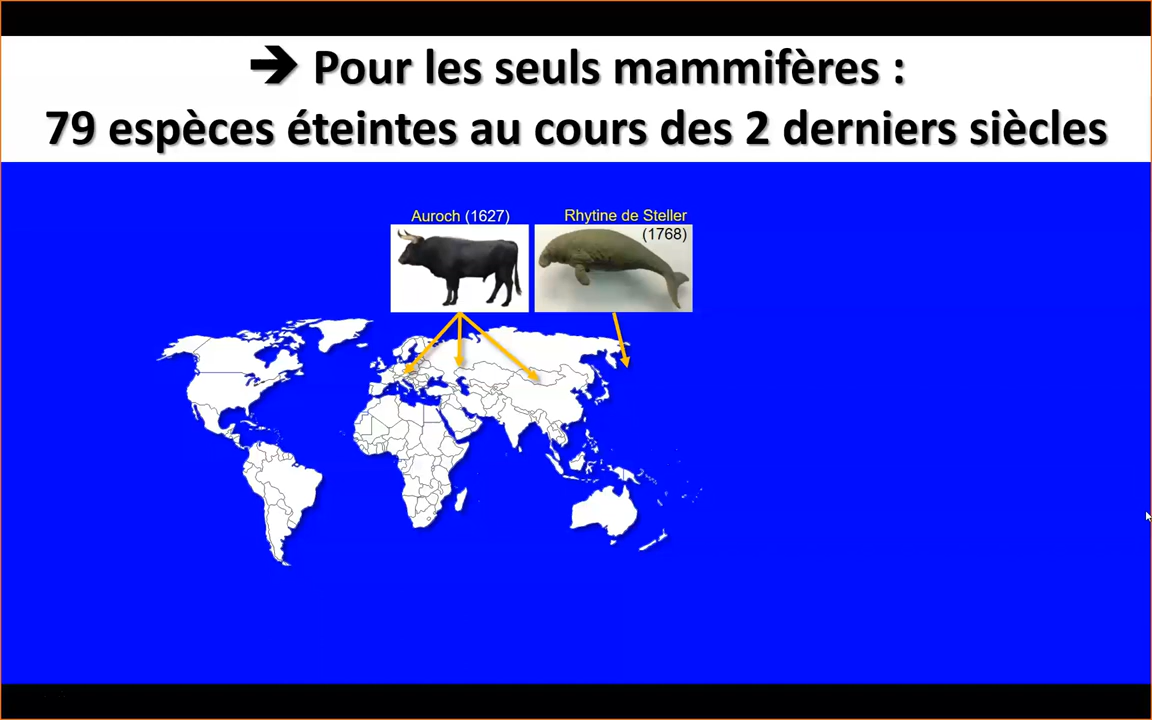 ➔ Pour les seuls mammifères :
79 espèces éteintes au cours des 2 derniers siècles
Auroch (1627)
Rhytine de Steller
(1768)